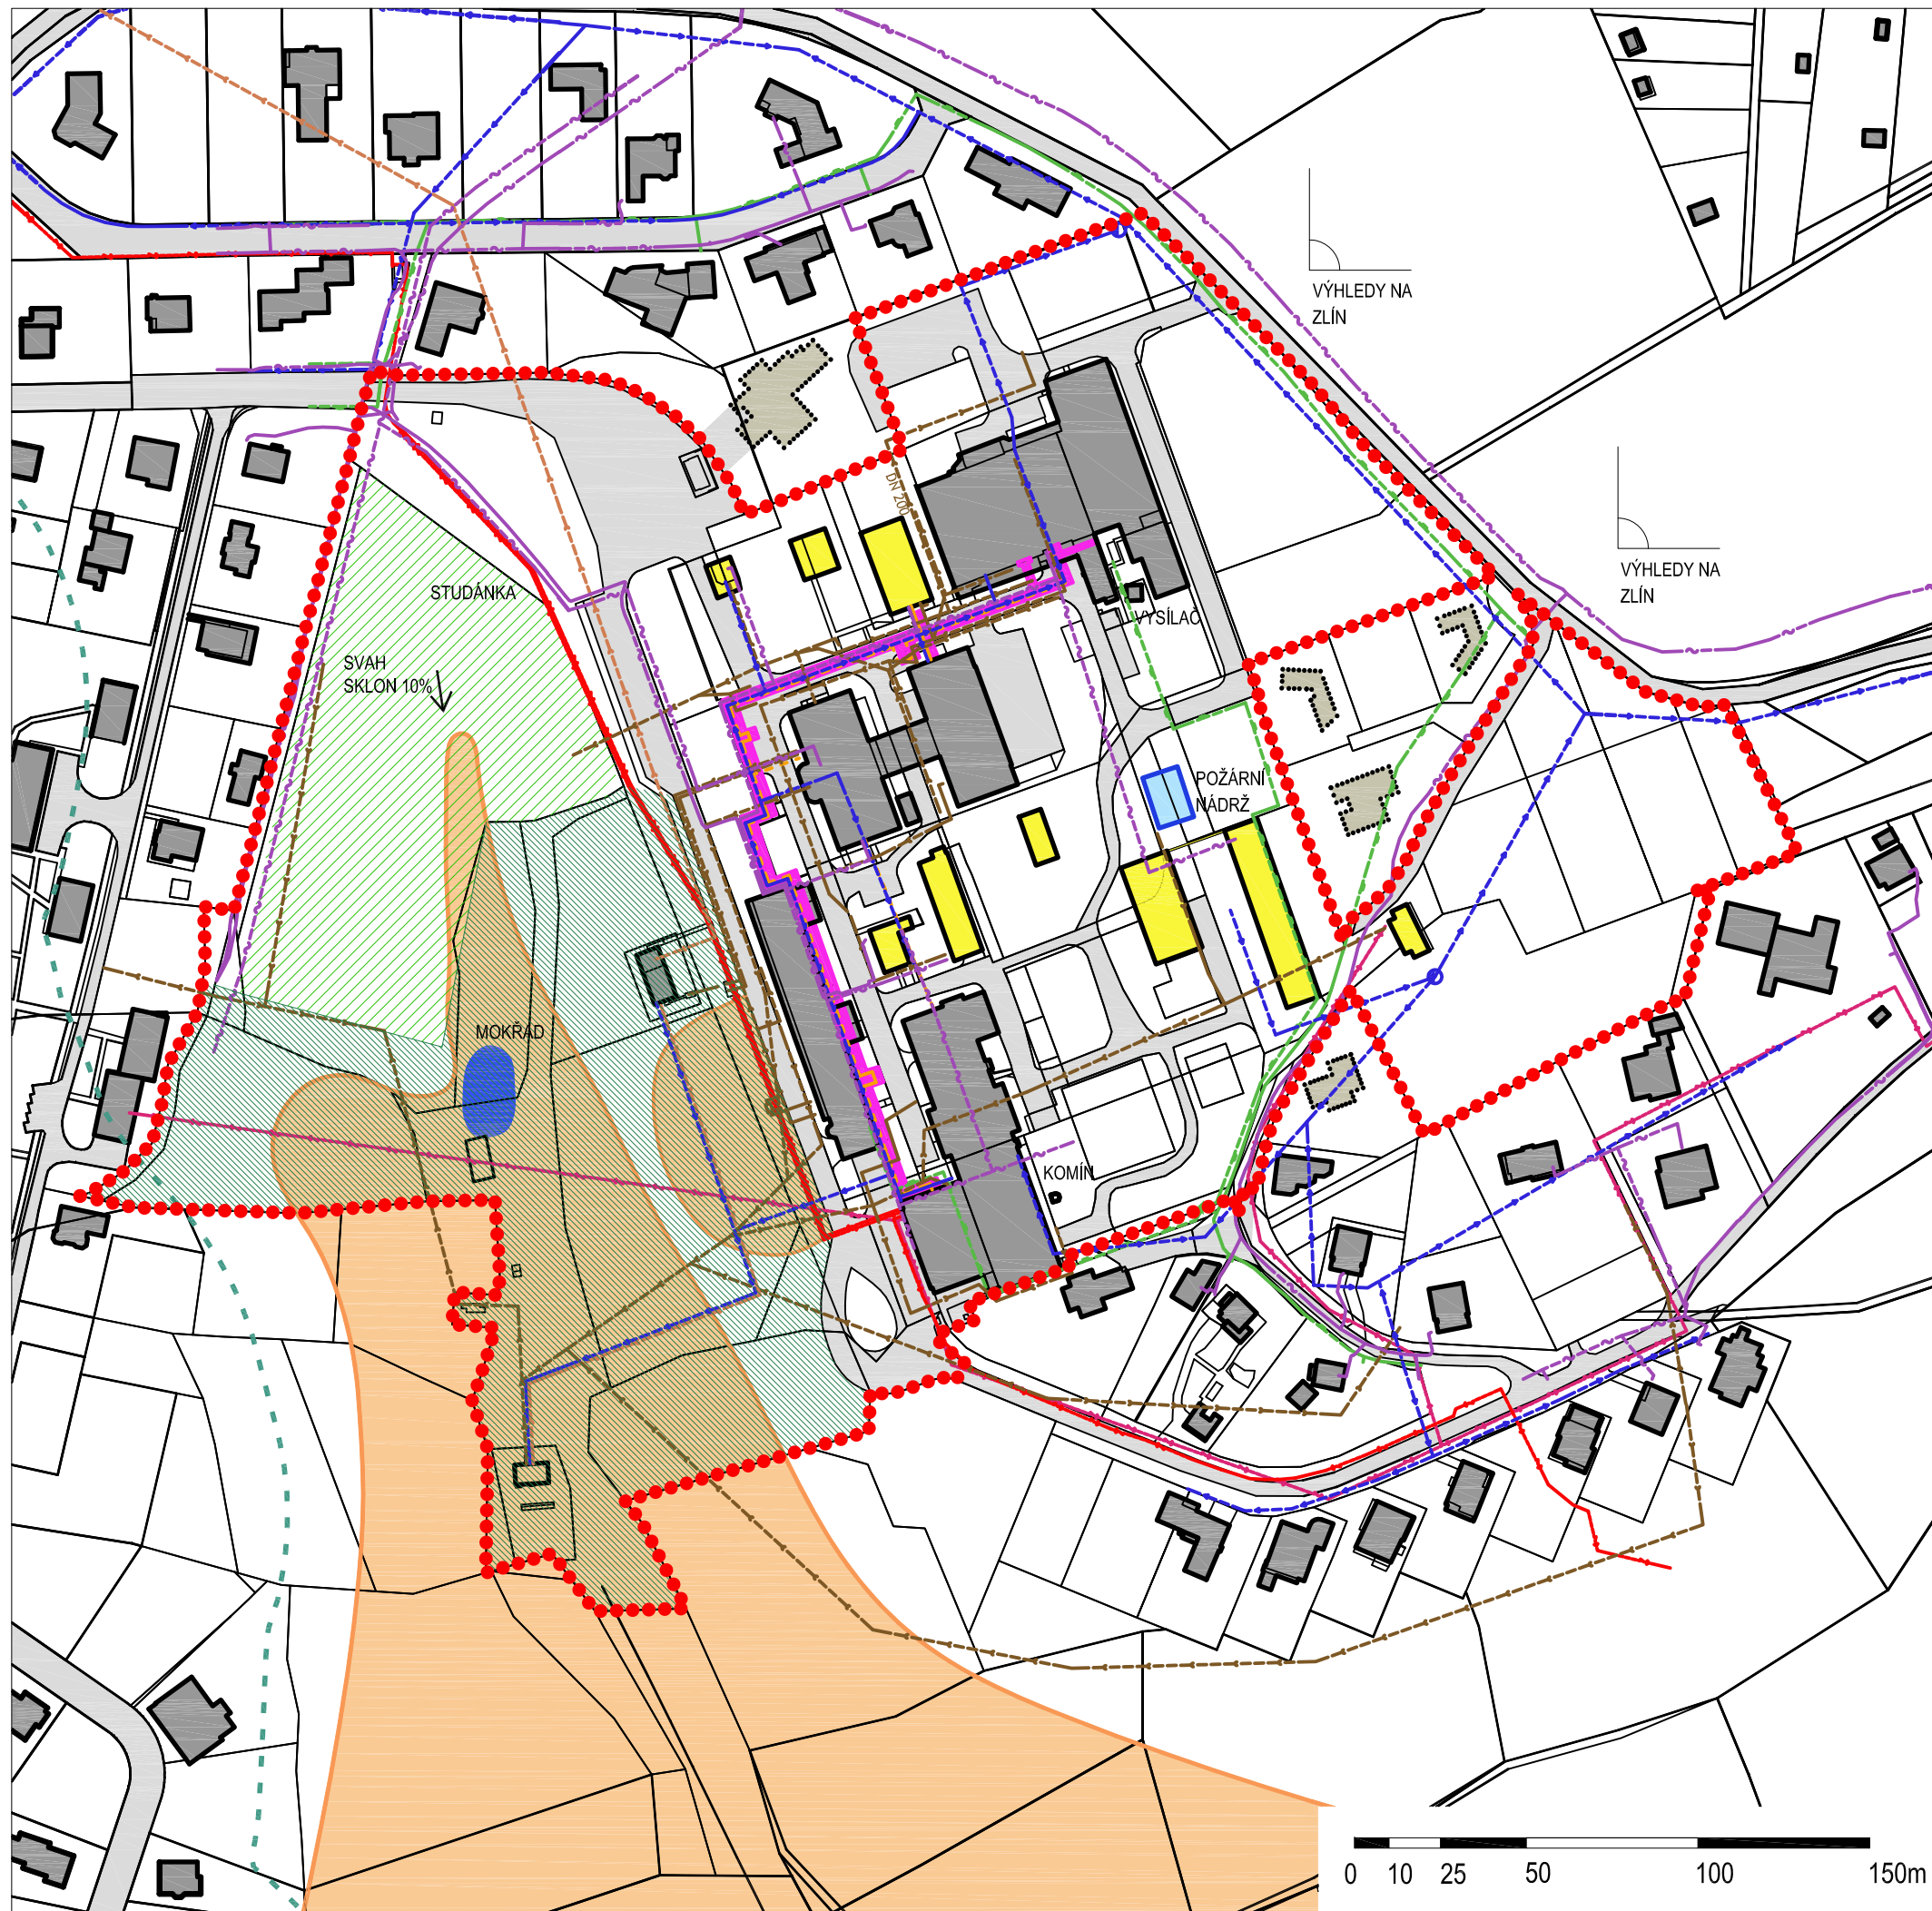 VÝHLEDY NA
ZLÍN
DN 200
VÝHLEDY NA
ZLÍN
STUDÁNKA
VYSÍLAČ
SVAH
SKLON 10%
POŽÁRNÍ
NÁDRŽ
MOKŘAD
KOMÍN
0 10 25 50 100 150m